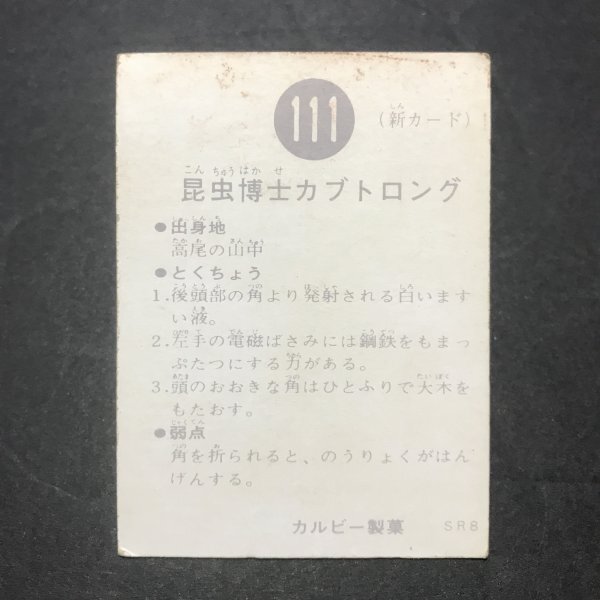 111
(新カード)
しん
こんちゅうはかせ
昆虫博士カブトロング
●出身地
高尾の山中
●とくちょう
1.後頭部の角より発射される白います
い液。
2.左手の電磁ばさみには鋼鉄をもまっ
ぷたつにする力がある。
3.頭のおおきな角はひとふりで大木を
もたおす。
●弱点
角を折られると、のうりょくがはん
げんする。
カルビー製菓 SR8